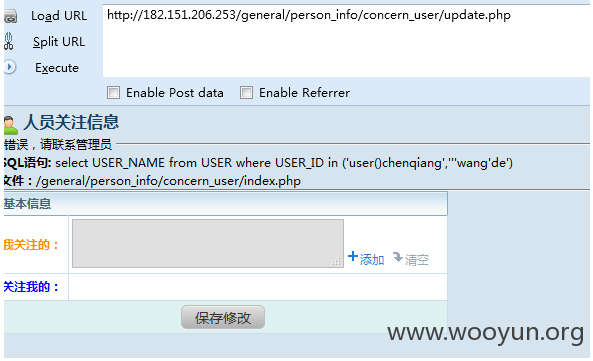 Load URL
http://182.151.206.253/general/person_info/concern_user/update.php
Split URL
Execute
Enable Post data
Enable Referrer
人员关注信息
错误，请联系管理员
SQL语句: select USER_NAME from USER where USER_ID in ('user()chenqiang','''wang'de')
文件：/general/person_info/concern_user/index.php
基本信息
我关注的：
添加
清空
关注我的：
保存修改
www.wooyun.org